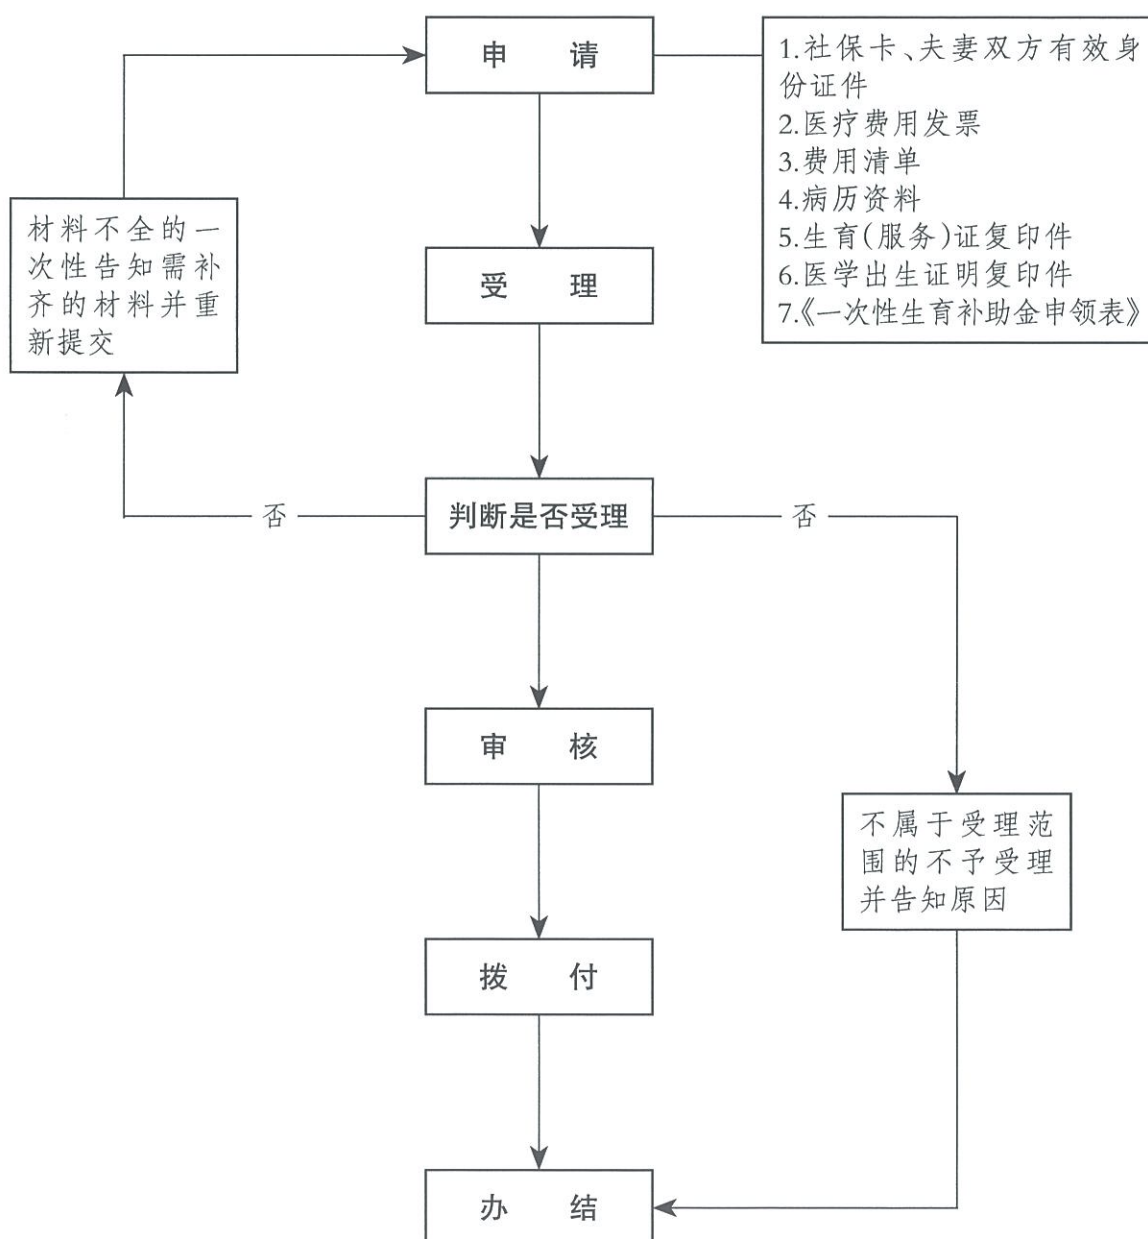 申 请
1.社保卡、夫妻双方有效身
份证件
2.医疗费用发票
3.费用清单
4.病历资料
5.生育(服务)证复印件
6.医学出生证明复印件
7.《一次性生育补助金申领表》
材料不全的一
次性告知需补
齐的材料并重
新提交
受 理
否
判断是否受理
否
审 核
不属于受理范
围的不予受理
并告知原因
拨 付
办 结